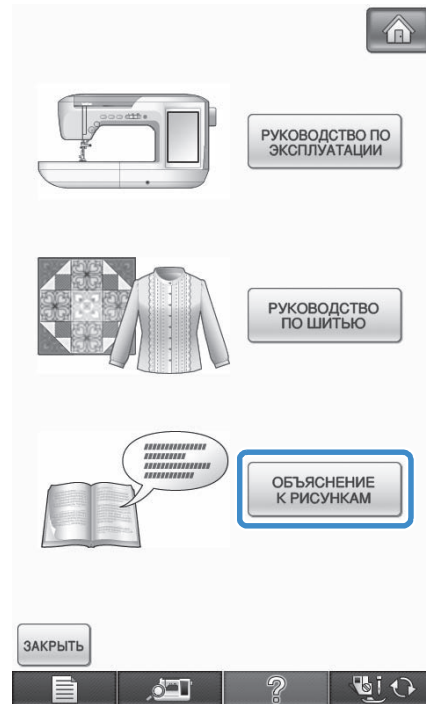 РУКОВОДСТВО ПО
ЭКСПЛУАТАЦИИ
РУКОВОДСТВО
ПО ШИТЬЮ
ОБЪЯСНЕНИЕ
К РИСУНКАМ
ЗАКРЫТЬ
?